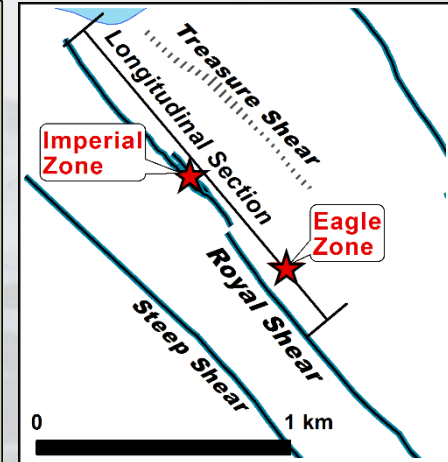 Treasure Shear
Longitudinal Section
Imperial
Zone
Eagle
Zone
Royal Shear
Steep Shear
0 1 km